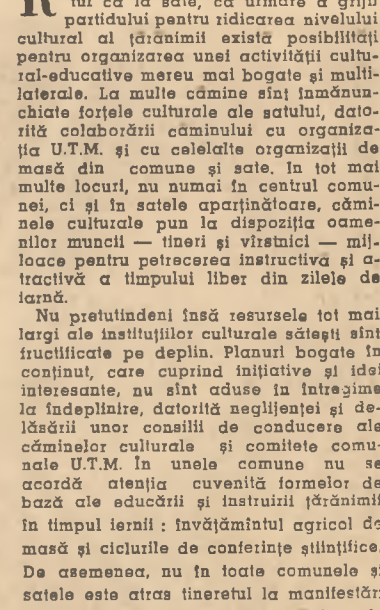 tul că la sate, ca urmare a grijii
partidului pentru ridicarea nivelului
cultural al țărănimii există posibilități
pentru organizarea unei activități cultu-
ral-educative mereu mai bogate și multi-
laterale. La multe cămine sînt înmănun-
chiate forțele culturale ale satului, dato-
rită colaborării căminului cu organiza-
ția U.T.M. și cu celelalte organizații de
masă din comune și sate. In tot mai
multe locuri, nu numai în centrul comu-
nei, ci și în satele aparținătoare, cămi-
nele culturale pun la dispoziția oame-
nilor muncii — tineri și vîrstnici — mij-
loace pentru petrecerea instructivă și a-
tractivă a timpului liber din zilele de
iarnă.
Nu pretutindeni însă resursele tot mai
largi ale instituțiilor culturale sătești sînt
fructificate pe deplin. Planuri bogate în
conținut, care cuprind inițiative și idei
interesante, nu sînt aduse în întregime
la îndeplinire, datorită neglijenței și de-
lăsării unor consilii de conducere ale
căminelor culturale și comitete comu-
nale U.T.M. În unele comune nu se
acordă atenția cuvenită formelor de
bază ale educării și instruirii țărănimii
în timpul iernii : învățămîntul agricol de
masă și ciclurile de conferințe științifice.
De asemenea, nu în toate comunele și
satele este atras tineretul la manifestări